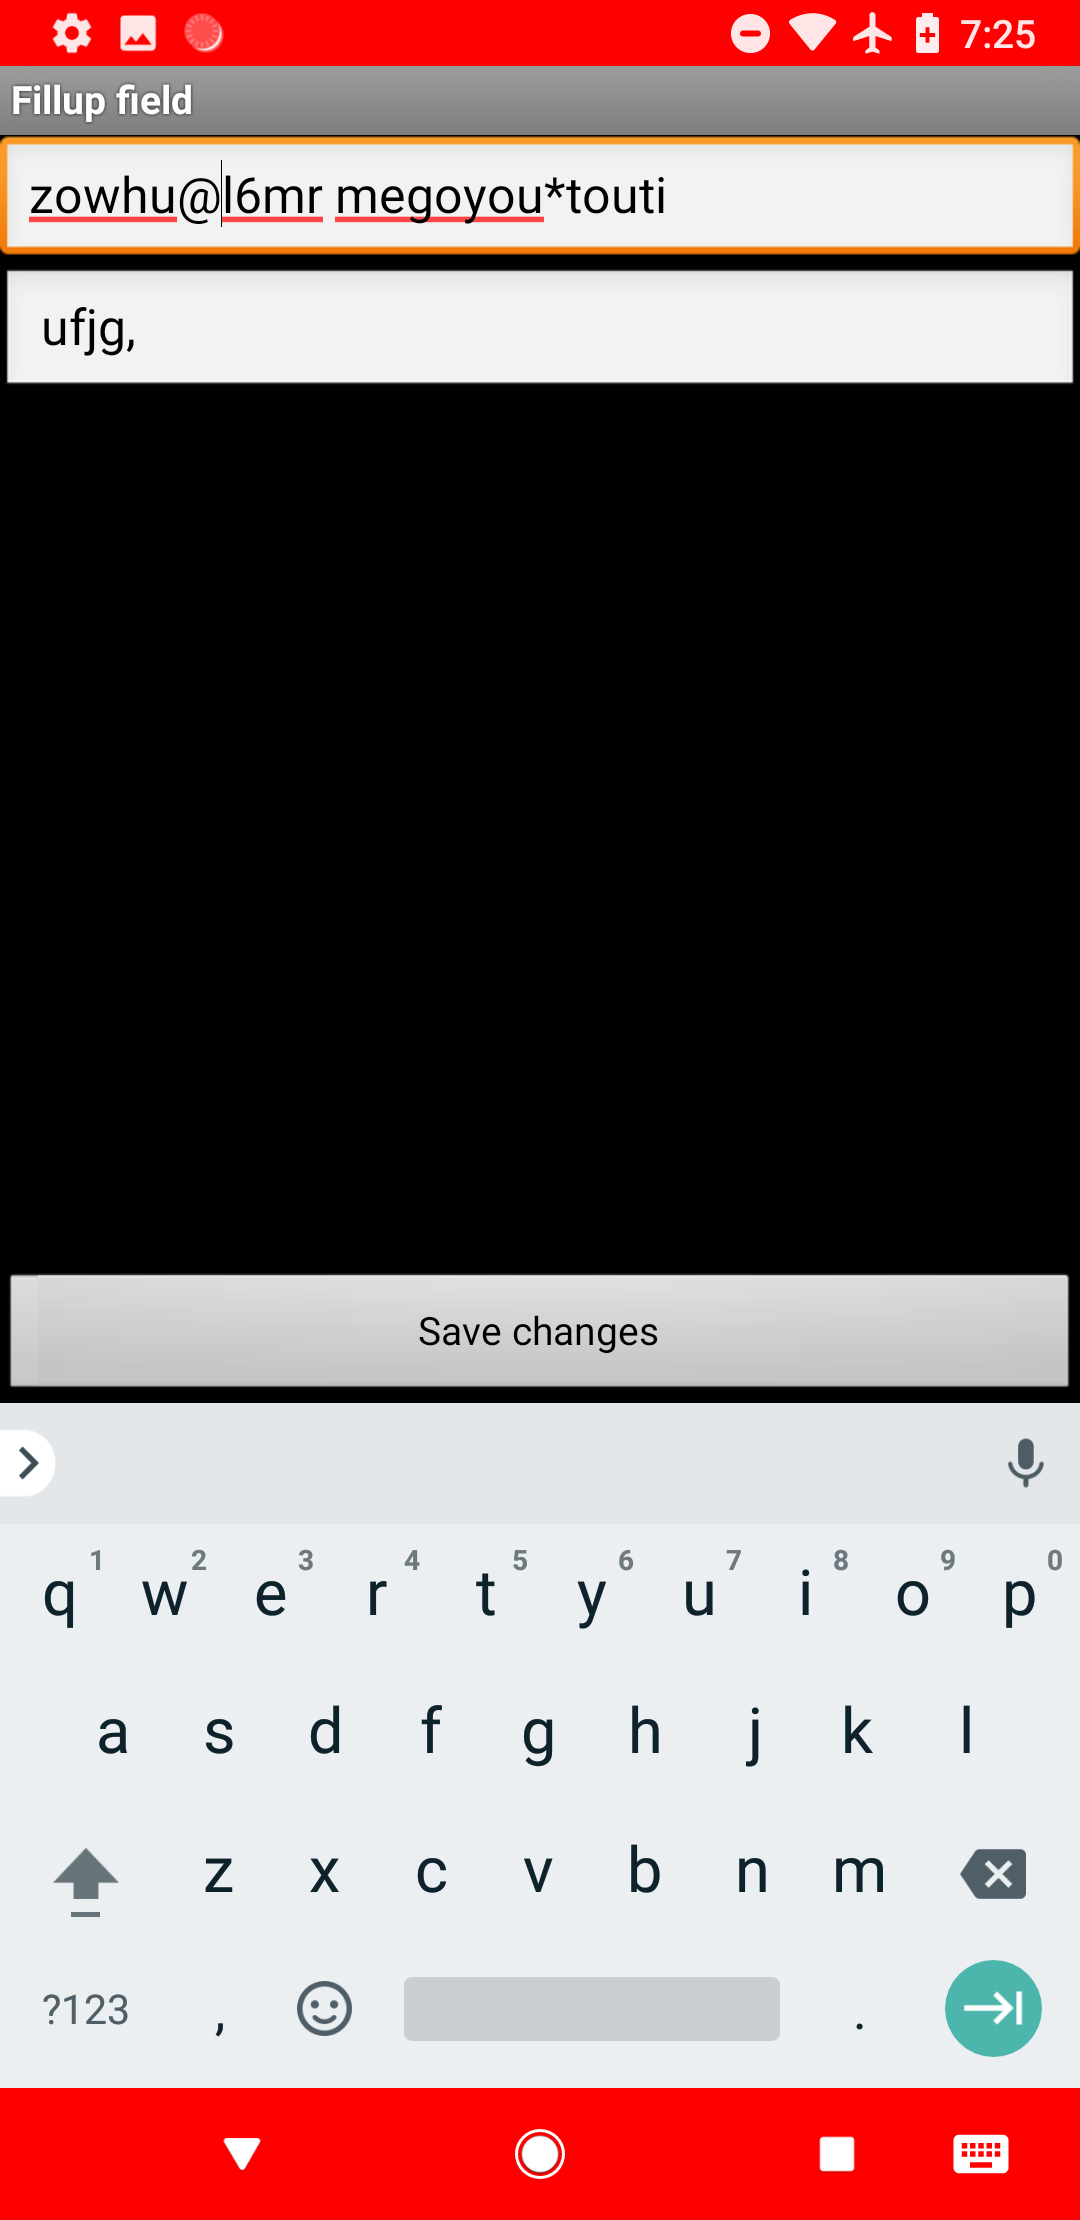 7:25
Fillup field
zowhu@l6mr megoyou*touti
ufjg,
Save changes
1 2 3 4 5 6 7 8 9 0
q w e r t y u i o p
a s d f g h j k l
z x c v b n m
?123 , .